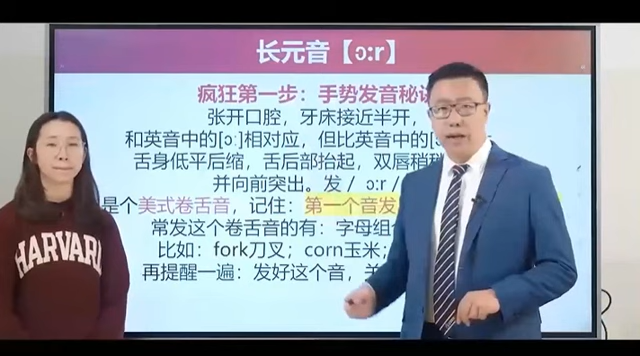 长元音【ɔ:r】
疯狂第一步：手势发音秘
张开口腔，牙床接近半开，
和英音中的[ɔ:]相对应，但比英音中的[ɔ:
舌身低平后缩，舌后部抬起，双唇稍
并向前突出。发 / ɔ:r /
是个美式卷舌音，记住：第一个音发
常发这个卷舌音的有：字母组
比如：fork刀叉；corn玉米；
再提醒一遍：发好这个音，
HARVARD